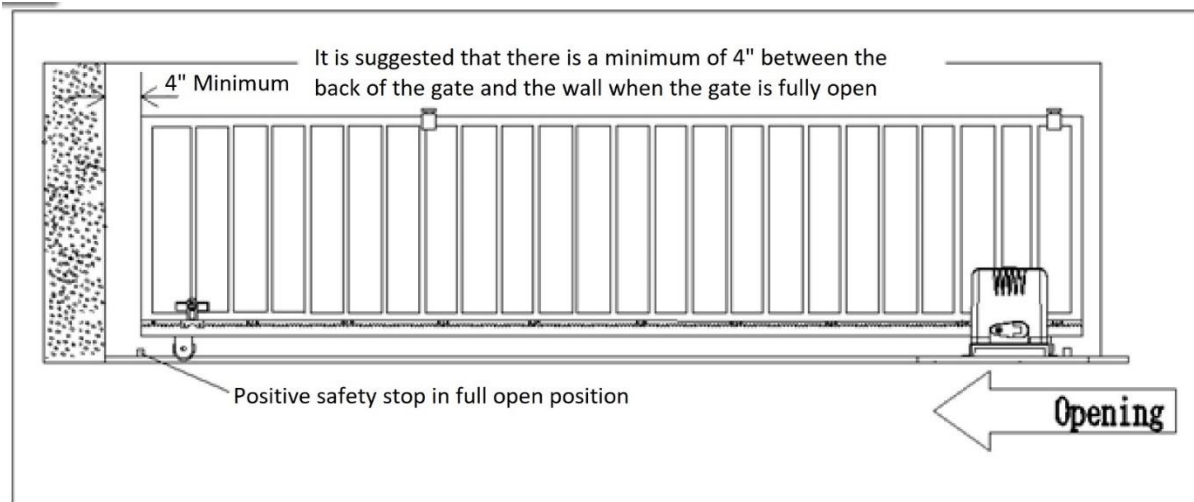 It is suggested that there is a minimum of 4" between the
4" Minimum
back of the gate and the wall when the gate is fully open
Positive safety stop in full open position
Opening